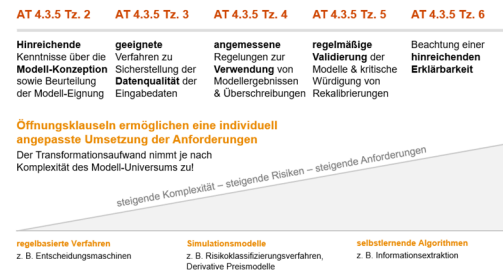 AT 4.3.5 Tz. 2
AT 4.3.5 Tz. 3
AT 4.3.5 Tz. 4
AT 4.3.5 Tz. 5
AT 4.3.5 Tz. 6
Hinreichende
Kenntnisse über die
Modell-Konzeption
sowie Beurteilung
der Modell-Eignung
geeignete
Verfahren zu
Sicherstellung der
Datenqualität der
Eingabedaten
angemessene
Regelungen zur
Verwendung von
Modellergebnissen
& Überschreibungen
regelmäßige
Validierung der
Modelle & kritische
Würdigung von
Rekalibrierungen
Beachtung einer
hinreichenden
Erklärbarkeit
Öffnungsklauseln ermöglichen eine individuell
angepasste Umsetzung der Anforderungen
Der Transformationsaufwand nimmt je nach
Komplexität des Modell-Universums zu!
steigende Komplexität – steigende Risiken – steigende Anforderungen
regelbasierte Verfahren
z. B. Entscheidungsmaschinen
Simulationsmodelle
z. B. Risikoklassifizierungsverfahren,
Derivative Preismodelle
selbstlernende Algorithmen
z. B. Informationsextraktion